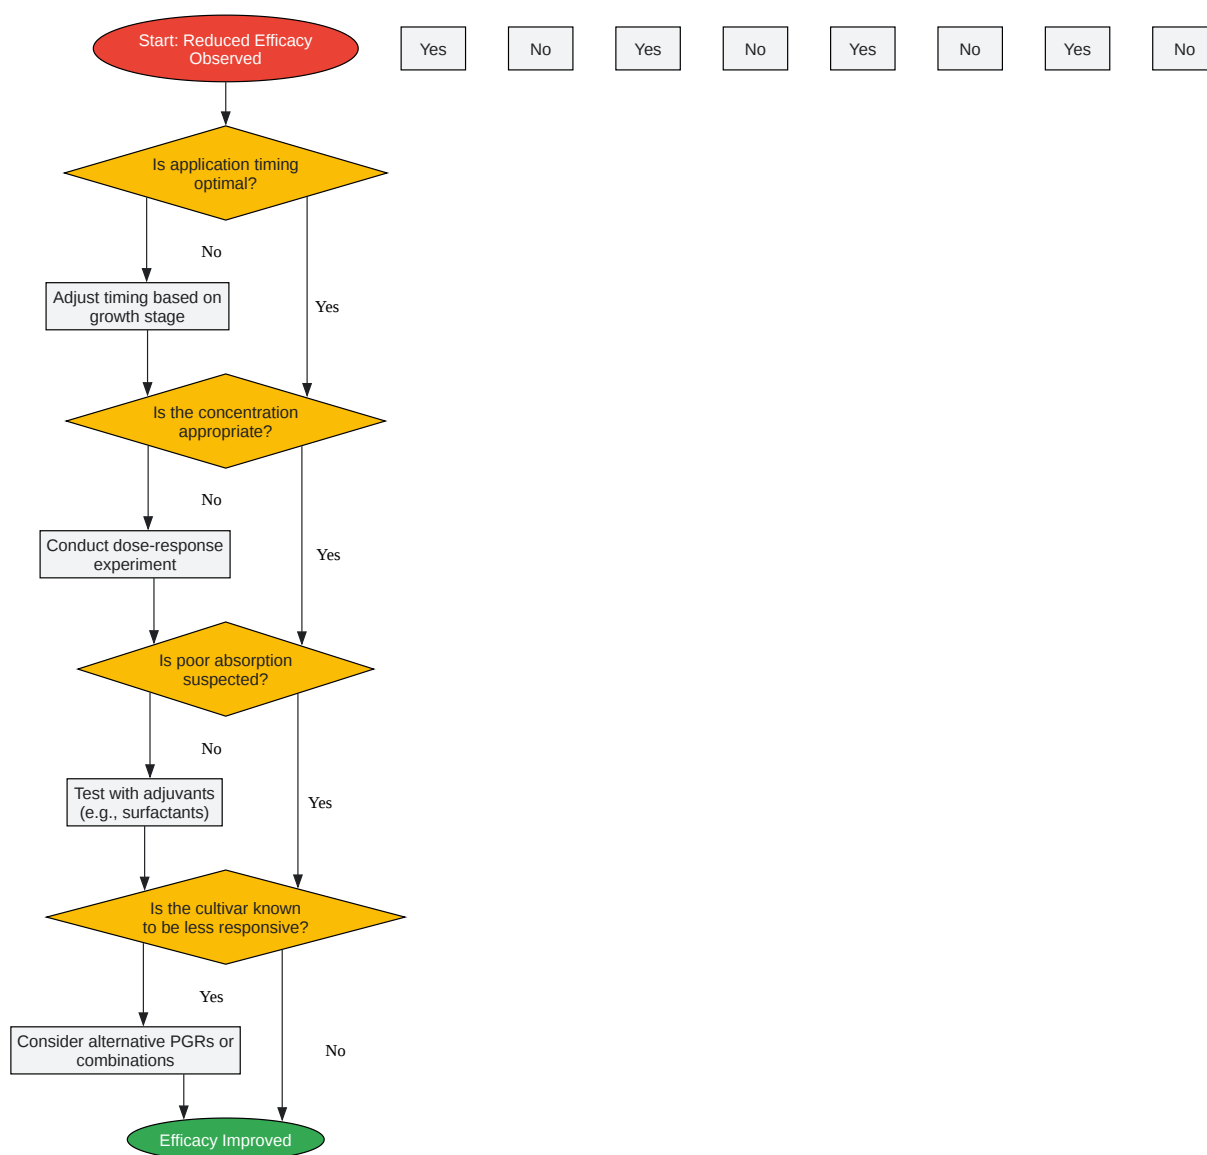 Start: Reduced Efficacy
Observed
Yes
No
Yes
No
Yes
No
Yes
No
Is application timing
optimal?
No
Adjust timing based on
growth stage
Yes
Is the concentration
appropriate?
No
Conduct dose-response
experiment
Yes
Is poor absorption
suspected?
No
Test with adjuvants
(e.g., surfactants)
Yes
Is the cultivar known
to be less responsive?
Yes
Consider alternative PGRs or
combinations
No
Efficacy Improved